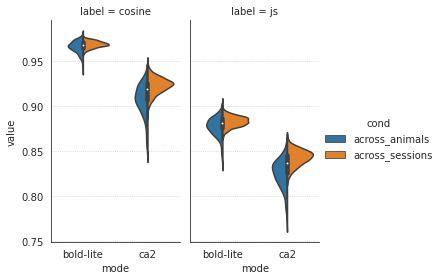 label = cosine
label = js
0.95
0.90
0.85
0.80
0.75
value
bold-lite
ca2
mode
bold-lite
ca2
mode
cond
across_animals
across_sessions